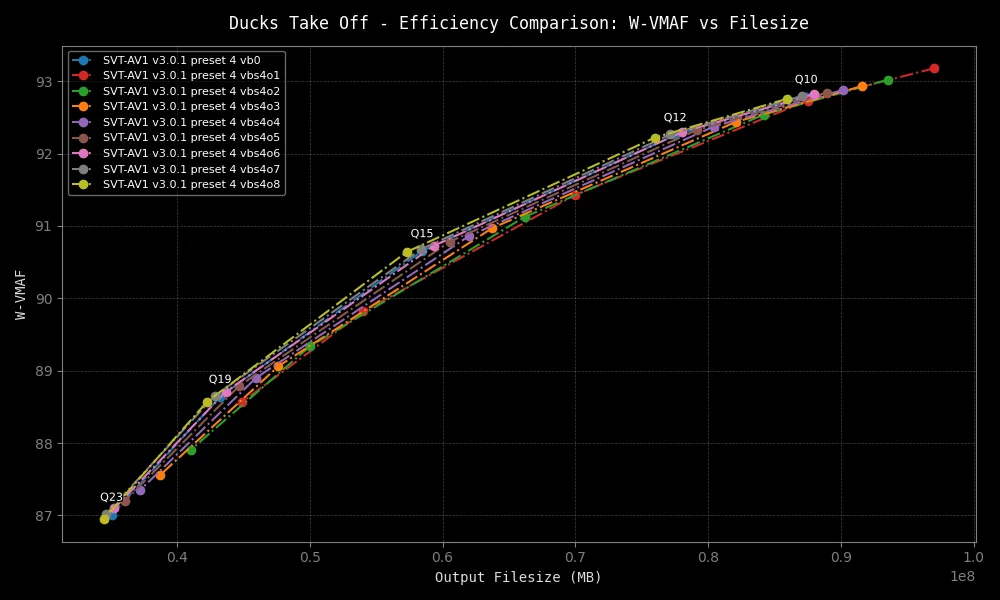 Ducks Take Off - Efficiency Comparison: W-VMAF vs Filesize
SVT-AV1 v3.0.1 preset 4 vb0
SVT-AV1 v3.0.1 preset 4 vbs4o1
SVT-AV1 v3.0.1 preset 4 vbs4o2
SVT-AV1 v3.0.1 preset 4 vbs4o3
SVT-AV1 v3.0.1 preset 4 vbs4o4
SVT-AV1 v3.0.1 preset 4 vbs4o5
SVT-AV1 v3.0.1 preset 4 vbs4o6
SVT-AV1 v3.0.1 preset 4 vbs4o7
SVT-AV1 v3.0.1 preset 4 vbs4o8
Q10
Q12
Q15
Q19
Q23
93
92
91
90
89
88
87
W-VMAF
0.4 0.5 0.6 0.7 0.8 0.9 1.0
1e8
Output Filesize (MB)